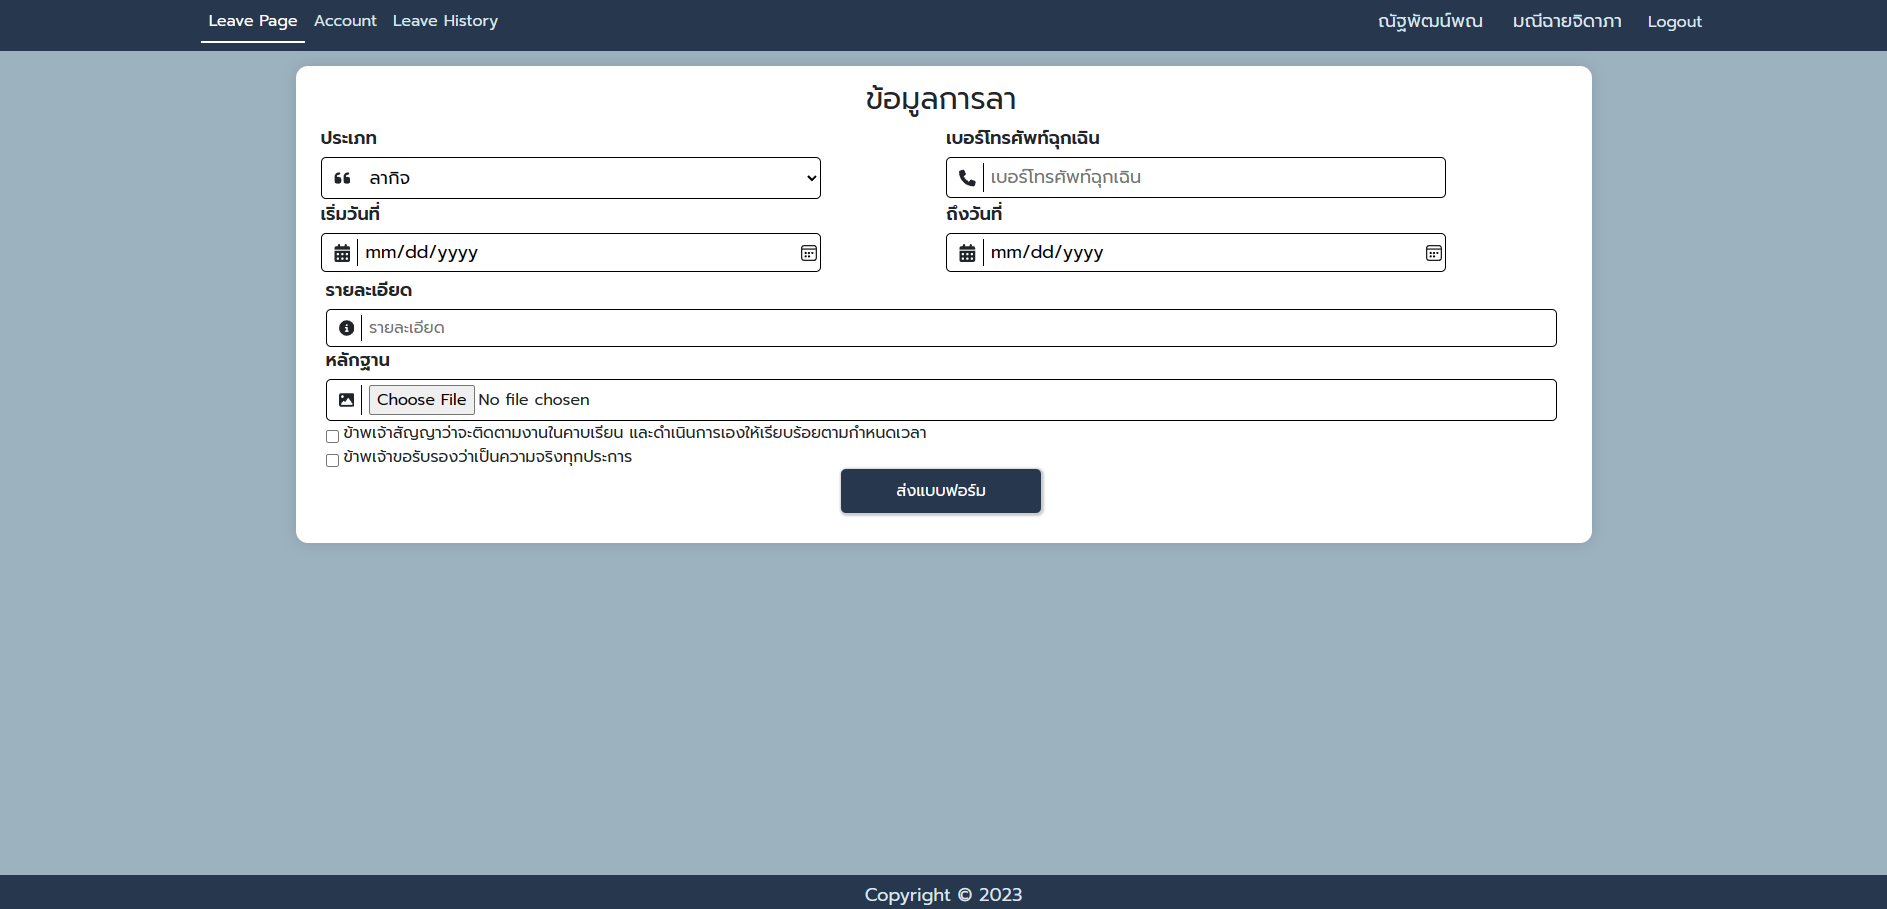 Leave Page Account Leave History ณัฐพัฒน์พณ มณีฉายจิดาภา Logout
ข้อมูลการลา
ประเภท เบอร์โทรศัพท์ฉุกเฉิน
ลากิจ เบอร์โทรศัพท์ฉุกเฉิน
เริ่มวันที่ ถึงวันที่
mm/dd/yyyy mm/dd/yyyy
รายละเอียด
รายละเอียด
หลักฐาน
Choose File No file chosen
ข้าพเจ้าสัญญาว่าจะติดตามงานในคาบเรียน และดำเนินการเองให้เรียบร้อยตามกำหนดเวลา
ข้าพเจ้าขอรับรองว่าเป็นความจริงทุกประการ
ส่งแบบฟอร์ม
Copyright © 2023